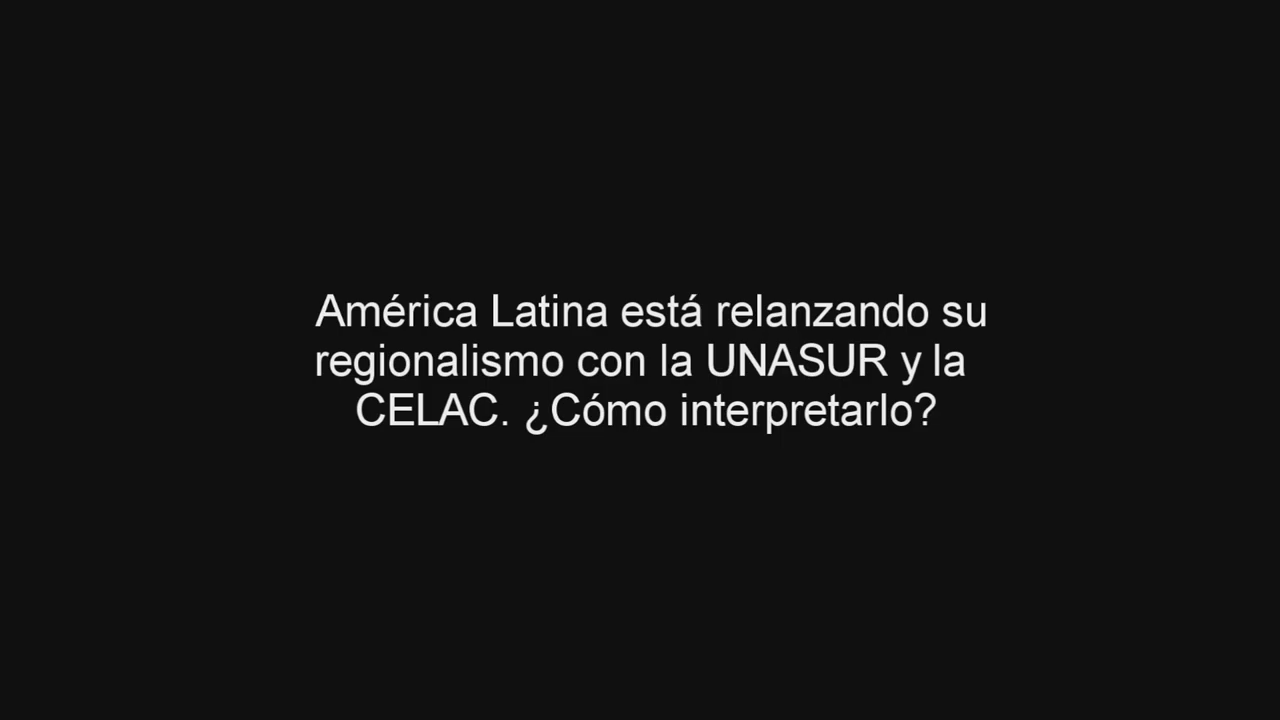 América Latina está relanzando su
regionalismo con la UNASUR y la
CELAC. ¿Cómo interpretarlo?